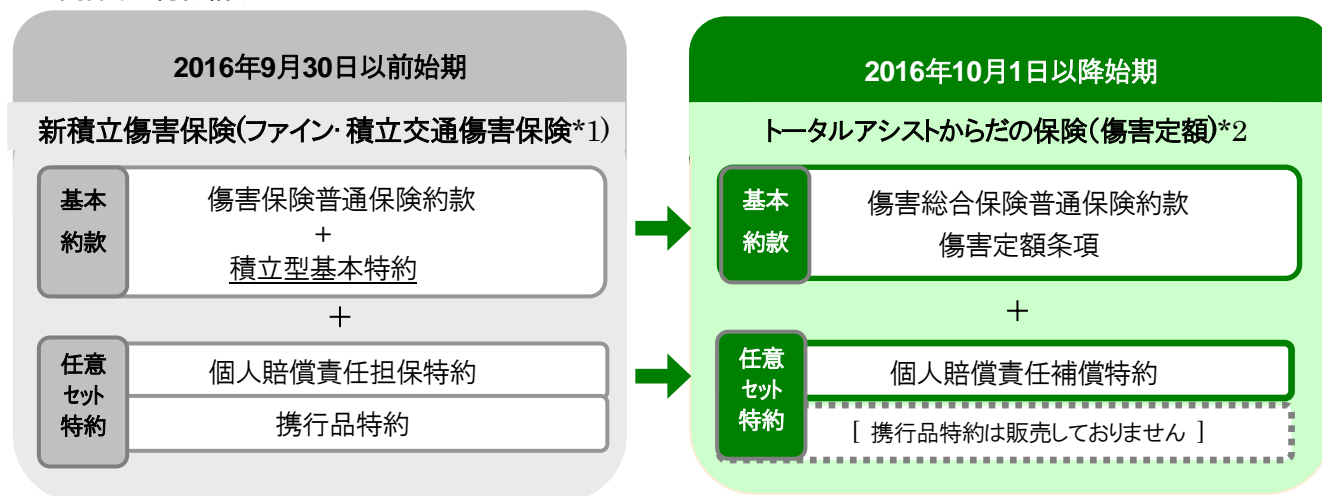 2016年9月30日以前始期
新積立傷害保険(ファイン･積立交通傷害保険*1)
基本
約款
傷害保険普通保険約款
+
積立型基本特約
+
任意
セット
特約
個人賠償責任担保特約
携行品特約
2016年10月1日以降始期
トータルアシストからだの保険(傷害定額)*2
基本
約款
傷害総合保険普通保険約款
傷害定額条項
+
任意
セット
特約
個人賠償責任補償特約
[ 携行品特約は販売しておりません ]